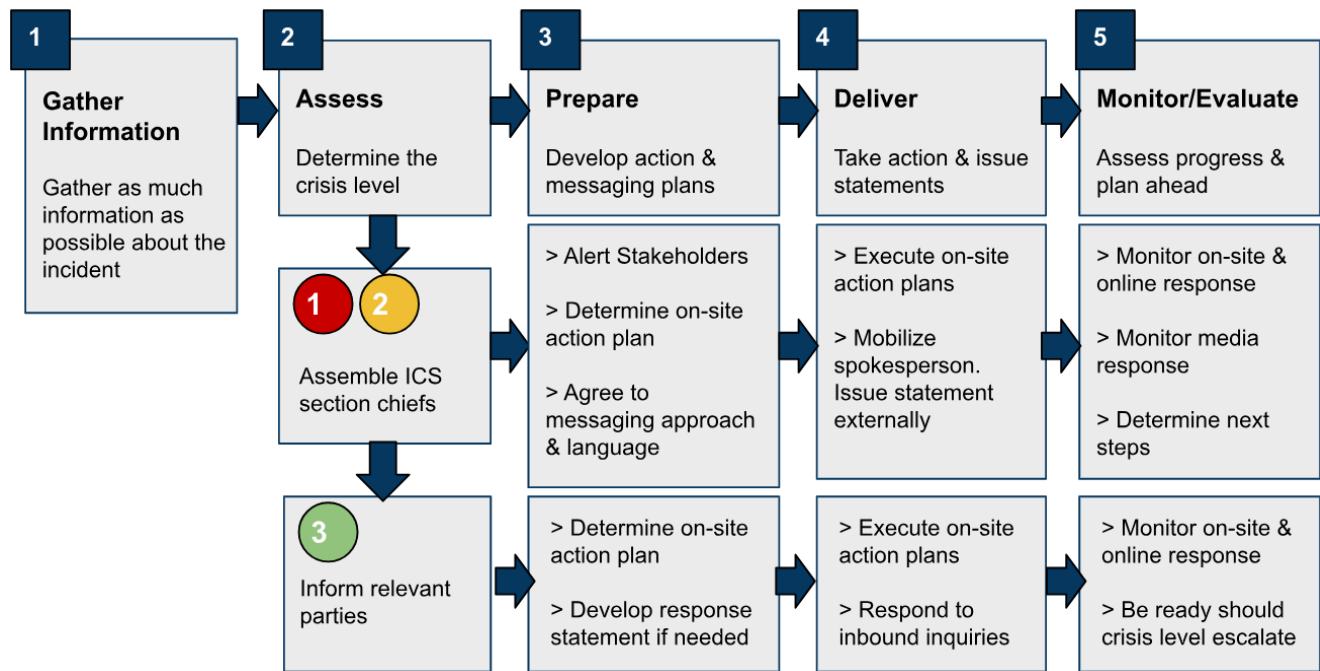 1
Gather
Information
Gather as much
information as
possible about the
incident
2
Assess
Determine the
crisis level
3
Prepare
Develop action &
messaging plans
4
Deliver
Take action & issue
statements
5
Monitor/Evaluate
Assess progress &
plan ahead
1
2
Assemble ICS
section chiefs
> Alert Stakeholders
> Determine on-site
action plan
> Agree to
messaging approach
& language
> Execute on-site
action plans
> Mobilize
spokesperson.
Issue statement
externally
> Monitor on-site &
online response
> Monitor media
response
> Determine next
steps
3
Inform relevant
parties
> Determine on-site
action plan
> Develop response
statement if needed
> Execute on-site
action plans
> Respond to
inbound inquiries
> Monitor on-site &
online response
> Be ready should
crisis level escalate